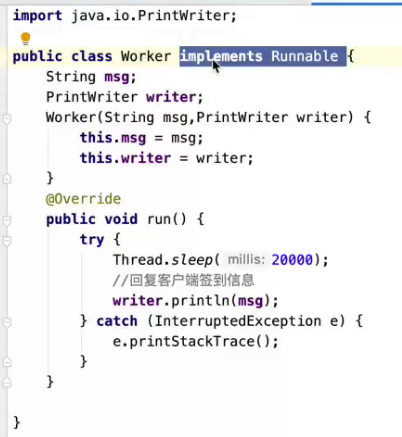 import java.io.PrintWriter;
public class Worker implements Runnable {
String msg;
PrintWriter writer;
Worker(String msg,PrintWriter writer) {
this.msg = msg;
this.writer = writer;
}
@Override
public void run() {
try {
Thread.sleep( millis: 20000);
//回复客户端签到信息
writer.println(msg);
} catch (InterruptedException e) {
e.printStackTrace();
}
}
}